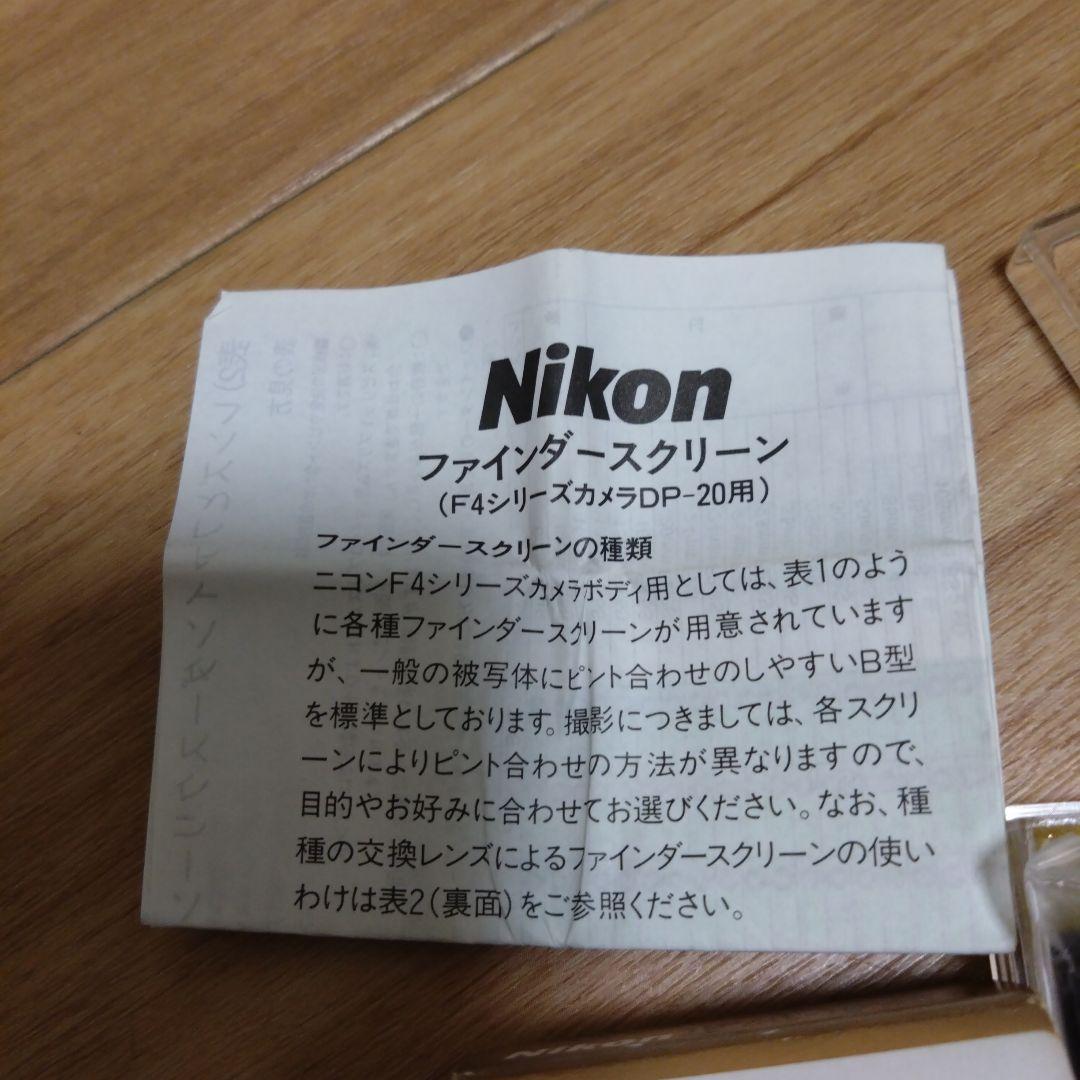 Nikon
ファインダースクリーン
(F4シリーズカメラDP-20用)
ファインダースクリーンの種類
ニコンF4シリーズカメラボディ用としては、表1のよう
に各種ファインダースクリーンが用意されています
が、一般の被写体にピント合わせのしやすいB型
を標準としております。撮影につきましては、各スクリ
ーンによりピント合わせの方法が異なりますので、
目的やお好みに合わせてお選びください。なお、種
種の交換レンズによるファインダースクリーンの使い
わけは表2(裏面)をご参照ください。